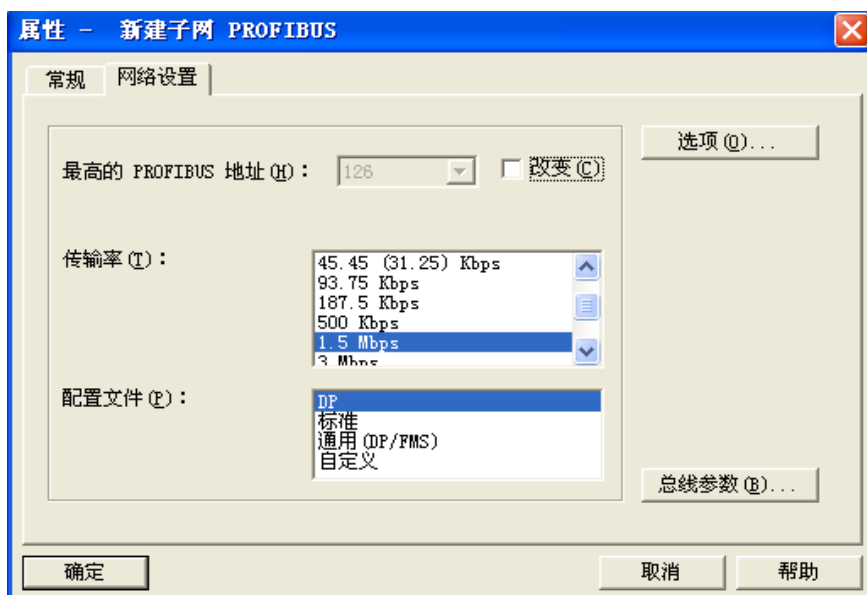 属性 - 新建子网 PROFIBUS
常规
网络设置
最高的 PROFIBUS 地址(H)：
126
改变(C)
选项(O)...
传输率(T)：
45.45 (31.25) Kbps
93.75 Kbps
187.5 Kbps
500 Kbps
1.5 Mbps
3 Mbps
配置文件(P)：
DP
标准
通用(DP/FMS)
自定义
总线参数(B)...
确定
取消
帮助